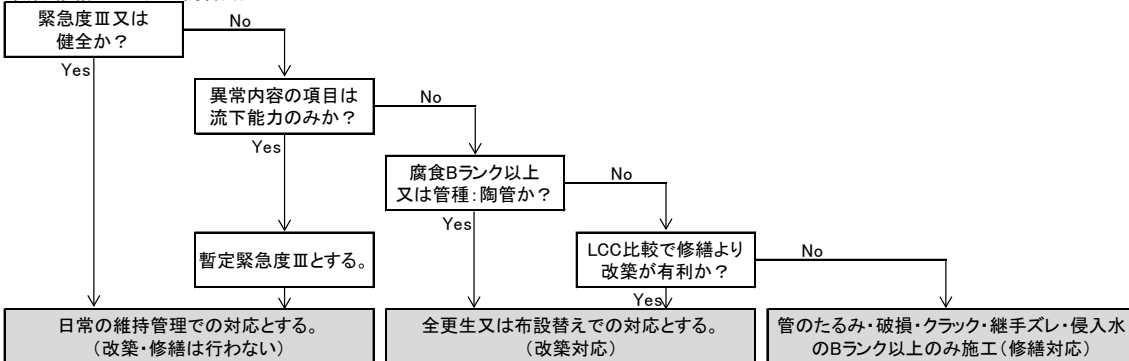 緊急度Ⅲ又は
健全か？
No
Yes
異常内容の項目は
流下能力のみか？
No
Yes
腐食Bランク以上
又は管種：陶管か？
No
Yes
暫定緊急度Ⅲとする。
LCC比較で修繕より
改築が有利か？
No
Yes
日常の維持管理での対応とする。
（改築・修繕は行わない）
全更生又は布設替えでの対応とする。
（改築対応）
管のたるみ・破損・クラック・継手ズレ・侵入水
のBランク以上のみ施工（修繕対応）